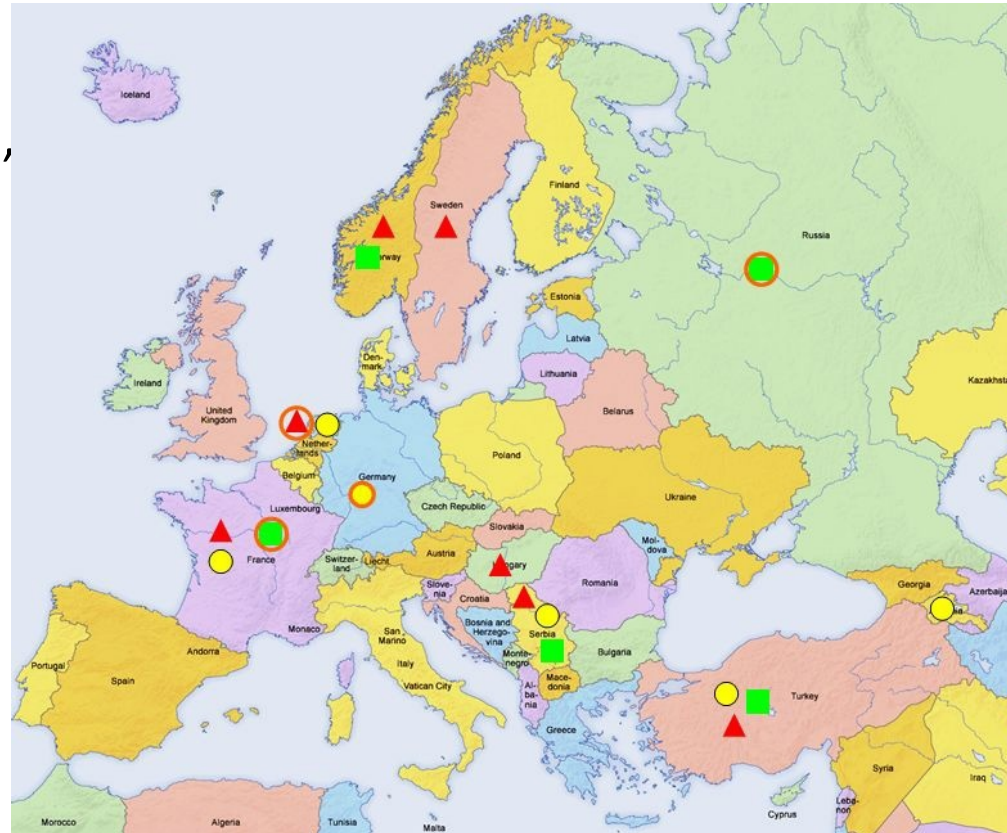 ,
Iceland
Finland
Sweden
Russia
Estonia
Latvia
Den-
mark
Lithuania
Ireland
United
Kingdom
Belarus
Kazakhsta
Nether-
lands
Belgium
Poland
Germany
Ukraine
Luxembourg
Czech Republic
Slovakia
Mol-
dova
France
Switzer-
land
Liecht
Austria
Romania
Slove-
nia
Croatia
Georgia
Azerbaija
Monaco
San
Marino
Bosnia and
Herzego-
vina
Serbia
Andorra
Portugal
Spain
Italy
Monte-
negro
Bulgaria
Vatican City
Al-
ba-
nia
Mace-
donia
Turkey
Greece
Syria
Iraq
Leba-
non
Cyprus
Morocco
Algeria
Tunisia
Malta